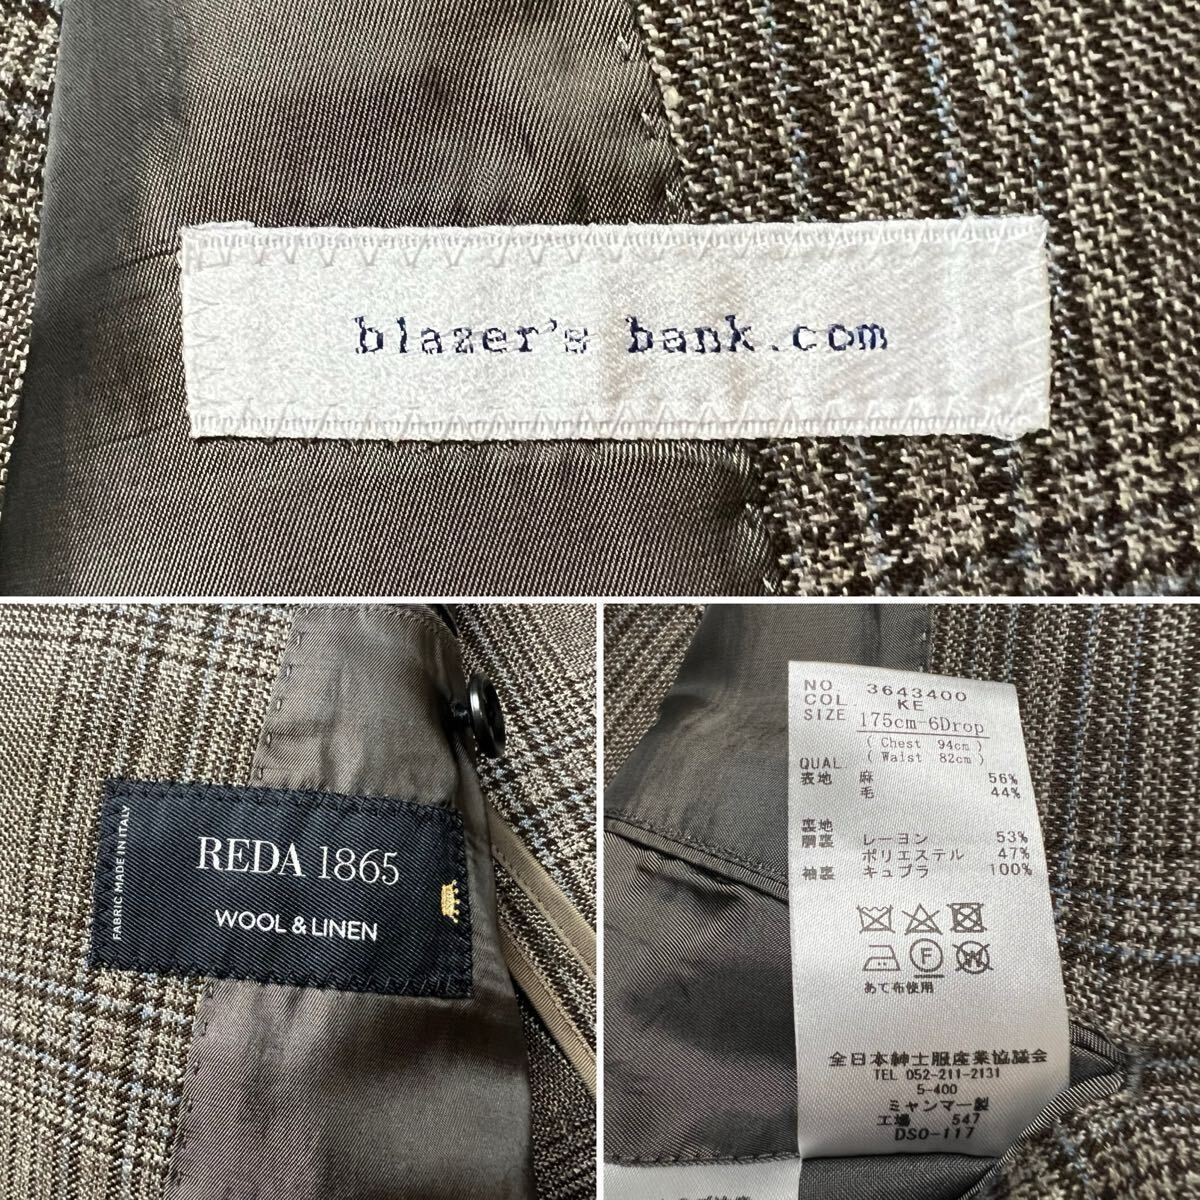 blazer's bank.com
FABRIC MADE IN ITALY
REDA 1865
WOOL & LINEN
NO. 3643400
COL. KE
SIZE 175cm-6Drop
( Chest 94cm )
( Waist 82cm )
QUAL.
表地 麻 56%
毛 44%
裏地
胴裏 レーヨン 53%
ポリエステル 47%
袖裏 キュプラ 100%
F W
あて布使用
全日本紳士服産業協議会
TEL 052-211-2131
5-400
ミャンマー製
工場 547
DSO-117